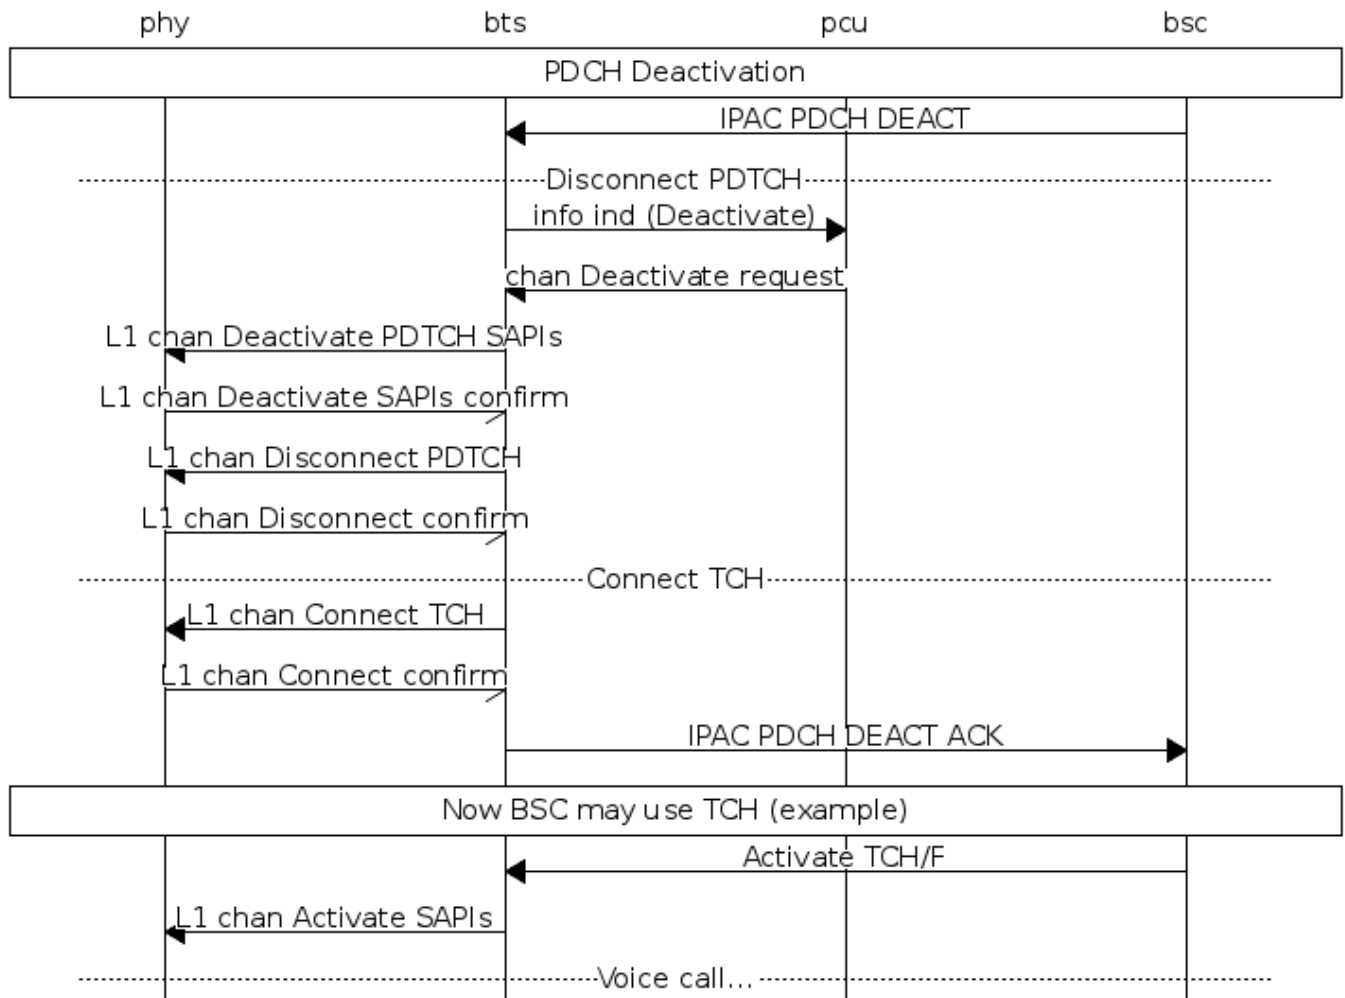 phy bts pcu bsc
PDCH Deactivation
IPAC PDCH DEACT
Disconnect PDTCH
info ind (Deactivate)
chan Deactivate request
L1 chan Deactivate PDTCH SAPIs
L1 chan Deactivate SAPIs confirm
L1 chan Disconnect PDTCH
L1 chan Disconnect confirm
Connect TCH
L1 chan Connect TCH
L1 chan Connect confirm
IPAC PDCH DEACT ACK
Now BSC may use TCH (example)
Activate TCH/F
L1 chan Activate SAPIs
Voice call...